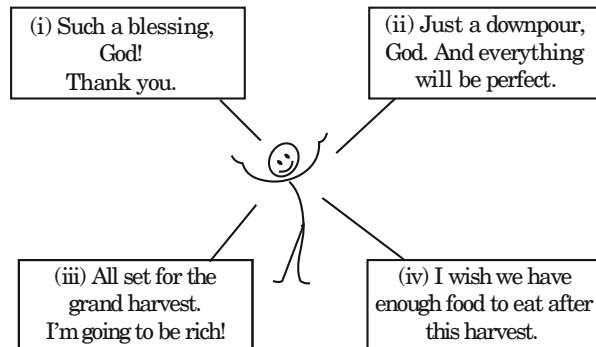 (i) Such a blessing,
God!
Thank you.
(ii) Just a downpour,
God. And everything
will be perfect.
(iii) All set for the
grand harvest.
I'm going to be rich!
(iv) I wish we have
enough food to eat after
this harvest.